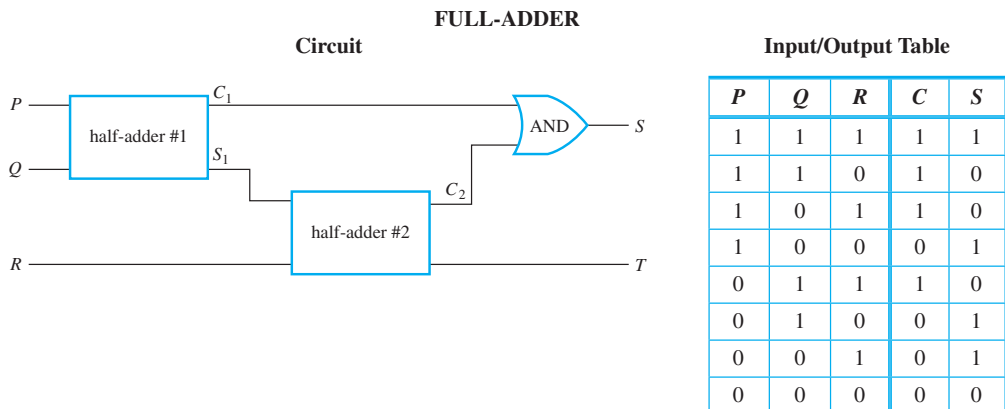 FULL-ADDER
Circuit
P
Q
R
half-adder #1
C1
S1
half-adder #2
C2
AND
S
T
Input/Output Table
P Q R C S
1 1 1 1 1
1 1 0 1 0
1 0 1 1 0
1 0 0 0 1
0 1 1 1 0
0 1 0 0 1
0 0 1 0 1
0 0 0 0 0